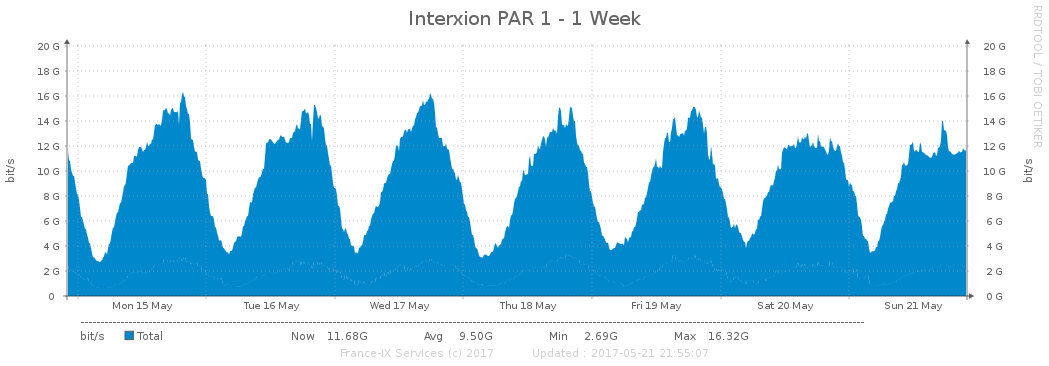 Interxion PAR 1 - 1 Week
RRDTOOL / TOBI OETIKER
20 G 20 G
18 G 18 G
16 G 16 G
14 G 14 G
12 G 12 G
10 G 10 G
8 G 8 G
6 G 6 G
4 G 4 G
2 G 2 G
0 0 G
bit/s
bit/s
Mon 15 May Tue 16 May Wed 17 May Thu 18 May Fri 19 May Sat 20 May Sun 21 May
bit/s Total Now 11.68G Avg 9.50G Min 2.69G Max 16.32G
France-IX Services (c) 2017 Updated : 2017-05-21 21:55:07